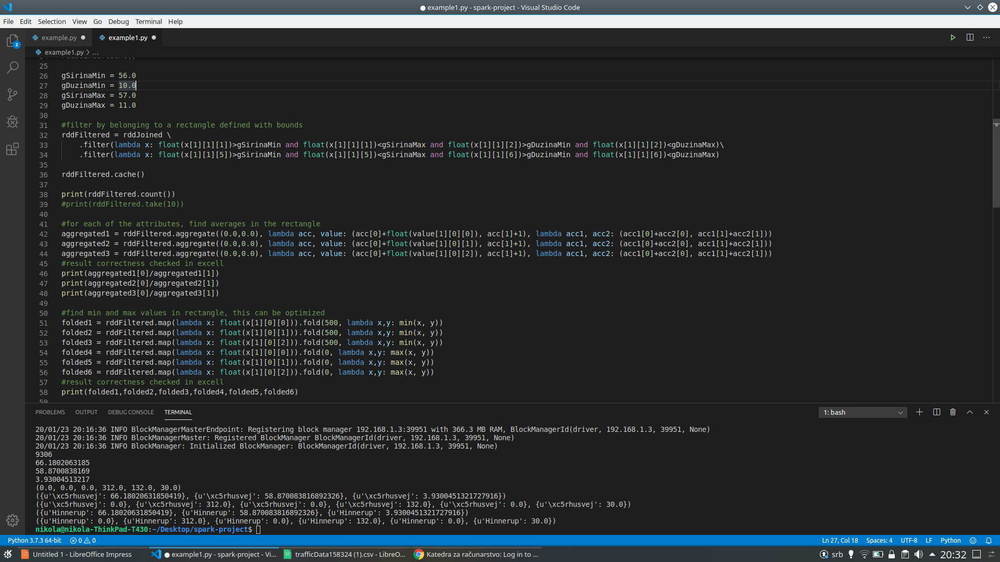 ● example1.py - spark-project - Visual Studio Code
File Edit Selection View Go Debug Terminal Help
example.py ● example1.py ●
example1.py > ...
2
25
26 gSirinaMin = 56.0
27 gDuzinaMin = 10.0
28 gSirinaMax = 57.0
29 gDuzinaMax = 11.0
30
31 #filter by belonging to a rectangle defined with bounds
32 rddFiltered = rddJoined \
33 .filter(lambda x: float(x[1][1][1])>gSirinaMin and float(x[1][1][1])<gSirinaMax and float(x[1][1][2])>gDuzinaMin and float(x[1][1][2])<gDuzinaMax)\
34 .filter(lambda x: float(x[1][1][5])>gSirinaMin and float(x[1][1][5])<gSirinaMax and float(x[1][1][6])>gDuzinaMin and float(x[1][1][6])<gDuzinaMax)
35
36 rddFiltered.cache()
37
38 print(rddFiltered.count())
39 #print(rddFiltered.take(10))
40
41 #for each of the attributes, find averages in the rectangle
42 aggregated1 = rddFiltered.aggregate((0.0,0.0), lambda acc, value: (acc[0]+float(value[1][0][0]), acc[1]+1), lambda acc1, acc2: (acc1[0]+acc2[0], acc1[1]+acc2[1]))
43 aggregated2 = rddFiltered.aggregate((0.0,0.0), lambda acc, value: (acc[0]+float(value[1][0][1]), acc[1]+1), lambda acc1, acc2: (acc1[0]+acc2[0], acc1[1]+acc2[1]))
44 aggregated3 = rddFiltered.aggregate((0.0,0.0), lambda acc, value: (acc[0]+float(value[1][0][2]), acc[1]+1), lambda acc1, acc2: (acc1[0]+acc2[0], acc1[1]+acc2[1]))
45 #result correctness checked in excell
46 print(aggregated1[0]/aggregated1[1])
47 print(aggregated2[0]/aggregated2[1])
48 print(aggregated3[0]/aggregated3[1])
49
50 #find min and max values in rectangle, this can be optimized
51 folded1 = rddFiltered.map(lambda x: float(x[1][0][0])).fold(500, lambda x,y: min(x, y))
52 folded2 = rddFiltered.map(lambda x: float(x[1][0][1])).fold(500, lambda x,y: min(x, y))
53 folded3 = rddFiltered.map(lambda x: float(x[1][0][2])).fold(500, lambda x,y: min(x, y))
54 folded4 = rddFiltered.map(lambda x: float(x[1][0][0])).fold(0, lambda x,y: max(x, y))
55 folded5 = rddFiltered.map(lambda x: float(x[1][0][1])).fold(0, lambda x,y: max(x, y))
56 folded6 = rddFiltered.map(lambda x: float(x[1][0][2])).fold(0, lambda x,y: max(x, y))
57 #result correctness checked in excell
58 print(folded1,folded2,folded3,folded4,folded5,folded6)
59
PROBLEMS OUTPUT DEBUG CONSOLE TERMINAL 1: bash
20/01/23 20:16:36 INFO BlockManagerMasterEndpoint: Registering block manager 192.168.1.3:39951 with 366.3 MB RAM, BlockManagerId(driver, 192.168.1.3, 39951, None)
20/01/23 20:16:36 INFO BlockManagerMaster: Registered BlockManager BlockManagerId(driver, 192.168.1.3, 39951, None)
20/01/23 20:16:36 INFO BlockManager: Initialized BlockManager: BlockManagerId(driver, 192.168.1.3, 39951, None)
9306
66.1802063185
58.8700838169
3.93004513217
(0.0, 0.0, 0.0, 312.0, 132.0, 30.0)
({u'\xc5rhusvej': 66.18020631850419}, {u'\xc5rhusvej': 58.870083816892326}, {u'\xc5rhusvej': 3.9300451321727916})
({u'\xc5rhusvej': 0.0}, {u'\xc5rhusvej': 312.0}, {u'\xc5rhusvej': 0.0}, {u'\xc5rhusvej': 132.0}, {u'\xc5rhusvej': 0.0}, {u'\xc5rhusvej': 30.0})
({u'Hinnerup': 66.18020631850419}, {u'Hinnerup': 58.870083816892326}, {u'Hinnerup': 3.9300451321727916})
({u'Hinnerup': 0.0}, {u'Hinnerup': 312.0}, {u'Hinnerup': 0.0}, {u'Hinnerup': 132.0}, {u'Hinnerup': 0.0}, {u'Hinnerup': 30.0})
nikola@nikola-ThinkPad-T430:~/Desktop/spark-project$
Python 3.7.3 64-bit 0 0 Ln 27, Col 18 Spaces: 4 UTF-8 LF Python
Untitled 1 - LibreOffice Impress ● example1.py - spark-project - Vi... trafficData158324 (1).csv - LibreO... Katedra za računarstvo: Log in to ... srb 20:32